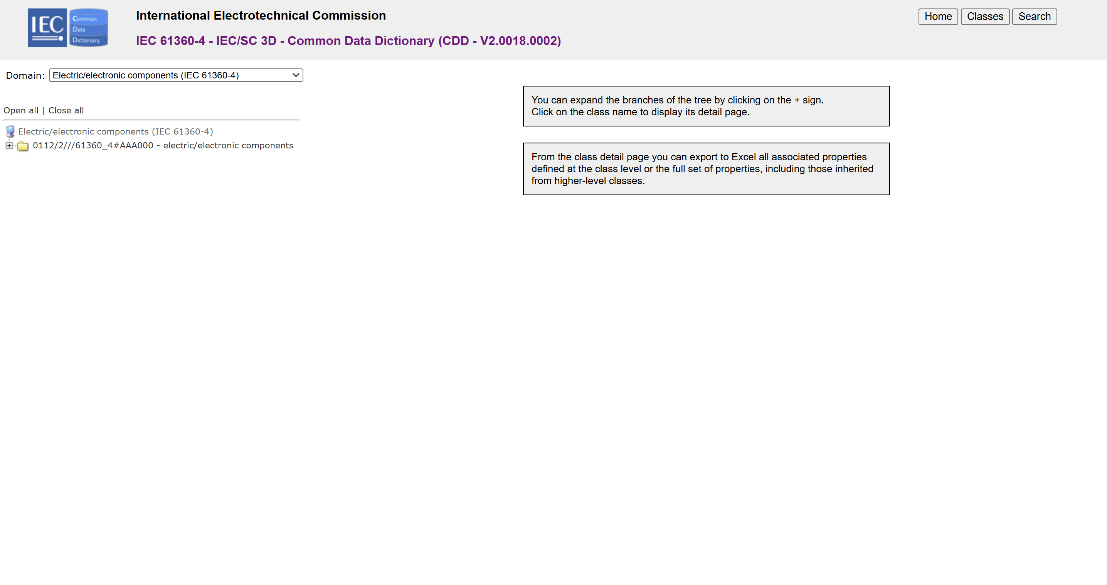 IEC
Common
Data
Dictionary
International Electrotechnical Commission
IEC 61360-4 - IEC/SC 3D - Common Data Dictionary (CDD - V2.0018.0002)
Home
Classes
Search
Domain: Electric/electronic components (IEC 61360-4)
Open all | Close all
Electric/electronic components (IEC 61360-4)
0112/2///61360_4#AAA000 - electric/electronic components
You can expand the branches of the tree by clicking on the + sign.
Click on the class name to display its detail page.
From the class detail page you can export to Excel all associated properties
defined at the class level or the full set of properties, including those inherited
from higher-level classes.